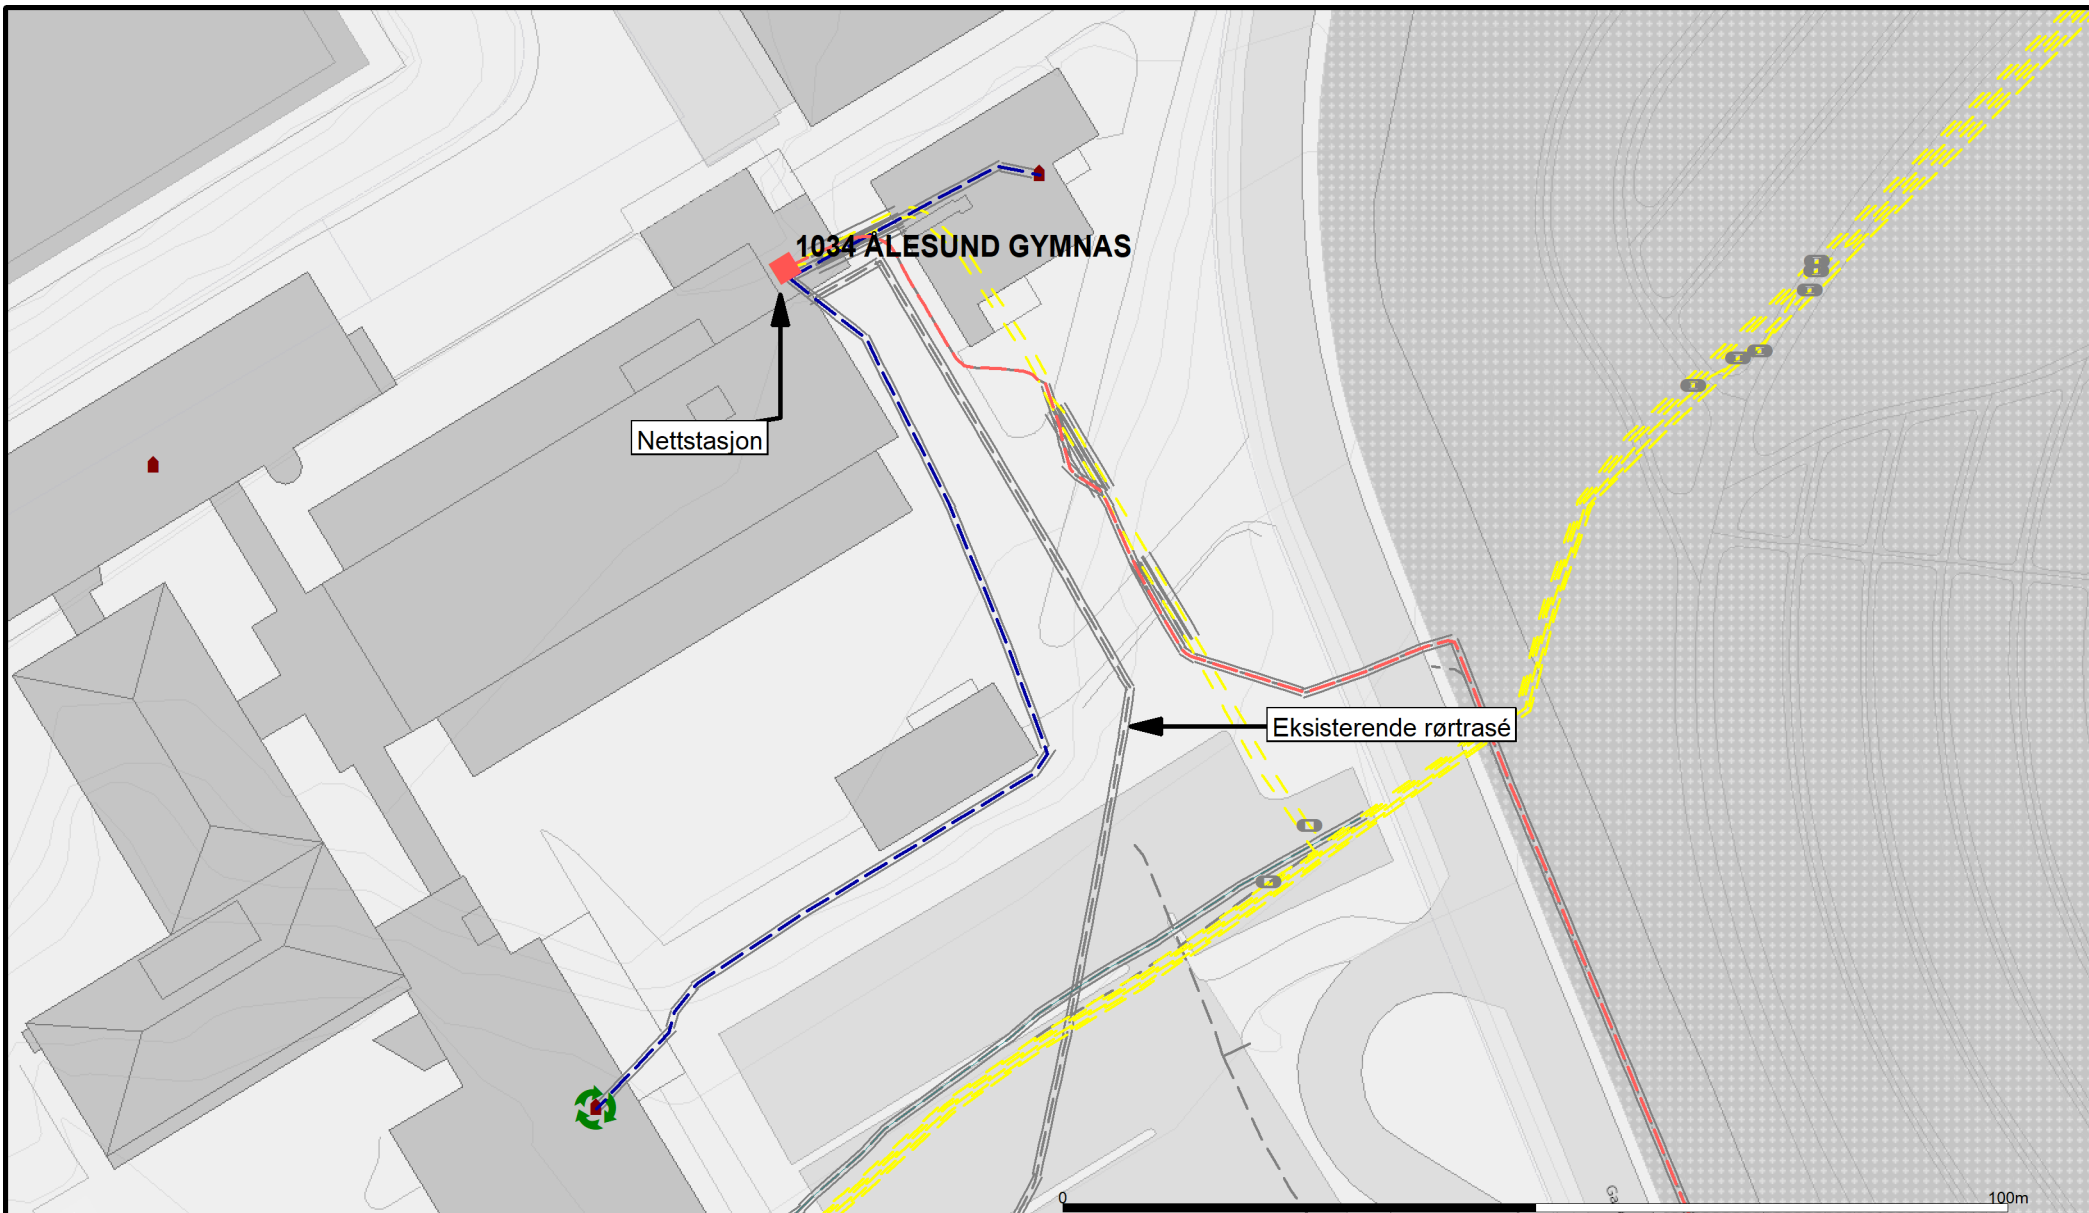 1034 ÅLESUND GYMNAS
Nettstasjon
Eksisterende rørtrasé
0
100m